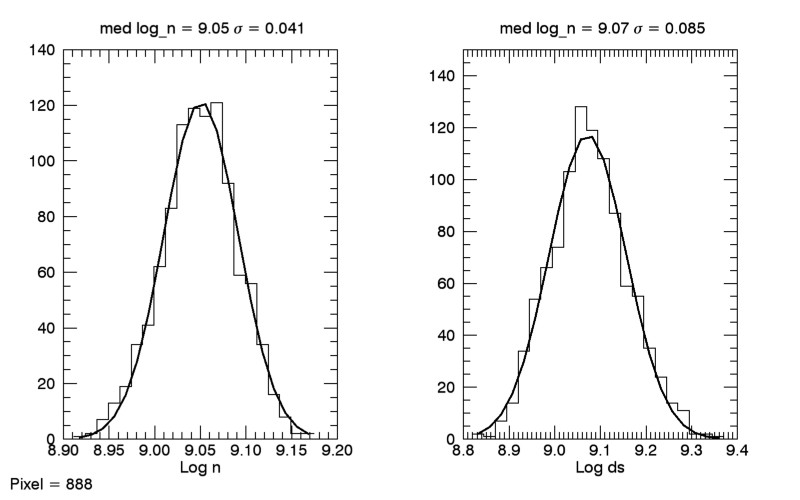 med log_n = 9.05 σ = 0.041
140
120
100
80
60
40
20
0
8.90 8.95 9.00 9.05 9.10 9.15 9.20
Log n
med log_n = 9.07 σ = 0.085
140
120
100
80
60
40
20
0
8.8 8.9 9.0 9.1 9.2 9.3 9.4
Log ds
Pixel = 888